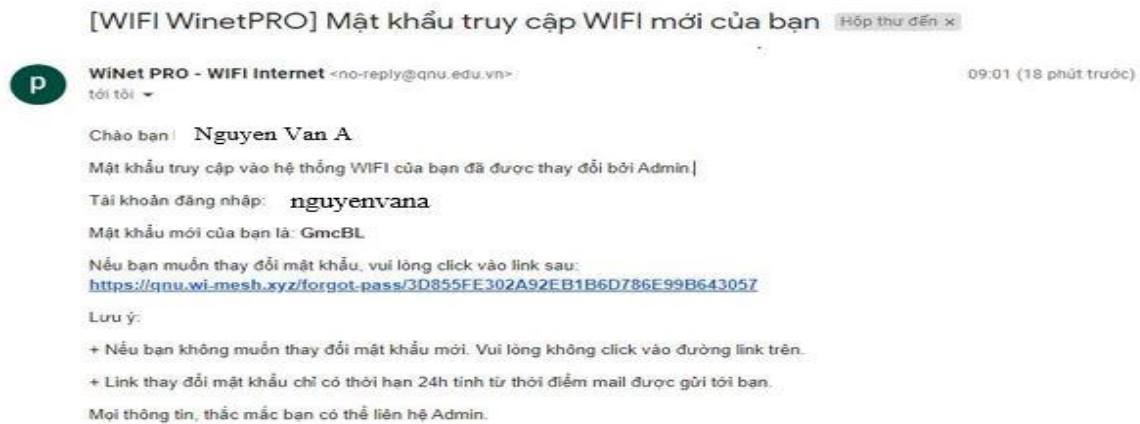 [WIFI WinetPRO] Mật khẩu truy cập WIFI mới của bạn Hộp thư đến x
p
WiNet PRO - WIFI Internet <no-reply@qnu.edu.vn> 09:01 (18 phút trước)
tới tôi
Chào bạn Nguyen Van A
Mật khẩu truy cập vào hệ thống WIFI của bạn đã được thay đổi bởi Admin.
Tài khoản đăng nhập: nguyenvana
Mật khẩu mới của bạn là: GmcBL
Nếu bạn muốn thay đổi mật khẩu, vui lòng click vào link sau:
https://qnu.wi-mesh.xyz/forgot-pass/3D855FE302A92EB1B6D786E99B643057
Lưu ý:
+ Nếu bạn không muốn thay đổi mật khẩu mới. Vui lòng không click vào đường link trên.
+ Link thay đổi mật khẩu chỉ có thời hạn 24h tính từ thời điểm mail được gửi tới bạn.
Mọi thông tin, thắc mắc bạn có thể liên hệ Admin.